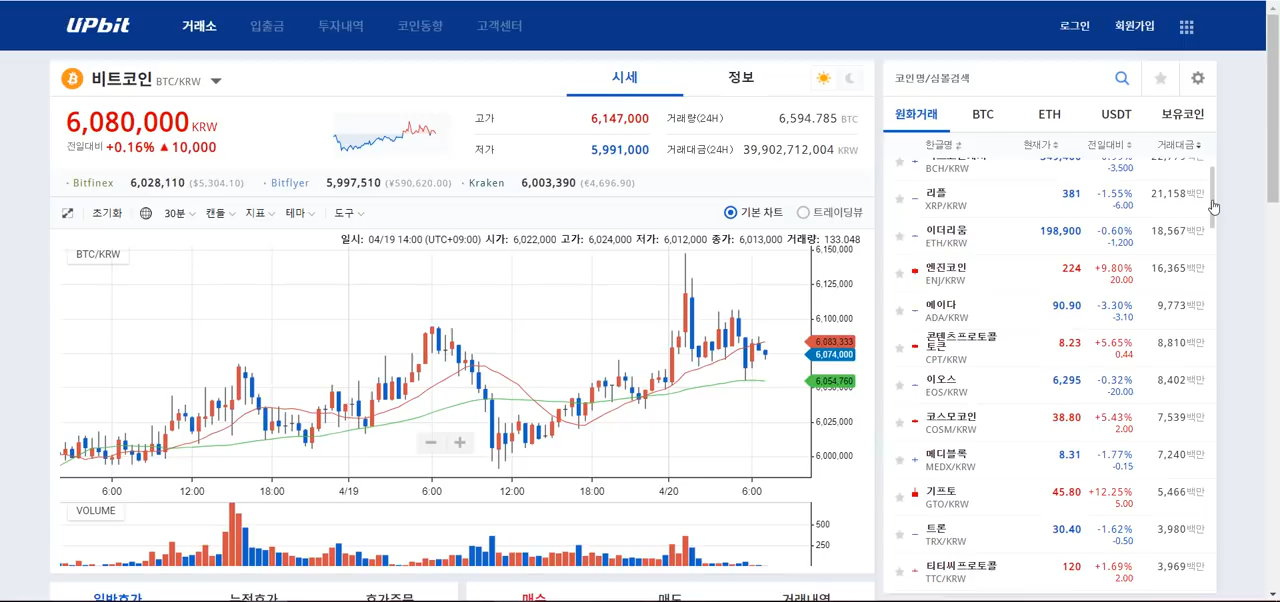 UPbit 거래소 입출금 투자내역 코인동향 고객센터 로그인 회원가입
비트코인 BTC/KRW 시세 정보
6,080,000 KRW
전일대비 +0.16% ▲ 10,000
고가 6,147,000 거래량(24H) 6,594.785 BTC
저가 5,991,000 거래대금(24H) 39,902,712,004 KRW
· Bitfinex 6,028,110 ($5,304.10) · Bitflyer 5,997,510 (¥590,620.00) · Kraken 6,003,390 (€4,696.90)
초기화 30분 캔들 지표 테마 도구 기본 차트 트레이딩뷰
일시: 04/19 14:00 (UTC+09:00) 시가: 6,022,000 고가: 6,024,000 저가: 6,012,000 종가: 6,013,000 거래량: 133.048
BTC/KRW
6,150,000
6,125,000
6,100,000
6,083,333
6,074,000
6,054,760
6,025,000
6,000,000
6:00 12:00 18:00 4/19 6:00 12:00 18:00 4/20 6:00
VOLUME
500
250
일반호가 누적호가 호가주문 매수 매도 거래내역
코인명/심볼검색
원화거래 BTC ETH USDT 보유코인
한글명 현재가 전일대비 거래대금
BCH/KRW -3,500
리플 381 -1.55% 21,158백만
XRP/KRW -6.00
이더리움 198,900 -0.60% 18,567백만
ETH/KRW -1,200
엔진코인 224 +9.80% 16,365백만
ENJ/KRW 20.00
에이다 90.90 -3.30% 9,773백만
ADA/KRW -3.10
콘텐츠프로토콜
토큰 8.23 +5.65% 8,810백만
CPT/KRW 0.44
이오스 6,295 -0.32% 8,402백만
EOS/KRW -20.00
코스모코인 38.80 +5.43% 7,539백만
COSM/KRW 2.00
메디블록 8.31 -1.77% 7,240백만
MEDX/KRW -0.15
기프토 45.80 +12.25% 5,466백만
GTO/KRW 5.00
트론 30.40 -1.62% 3,980백만
TRX/KRW -0.50
티티씨프로토콜 120 +1.69% 3,969백만
TTC/KRW 2.00